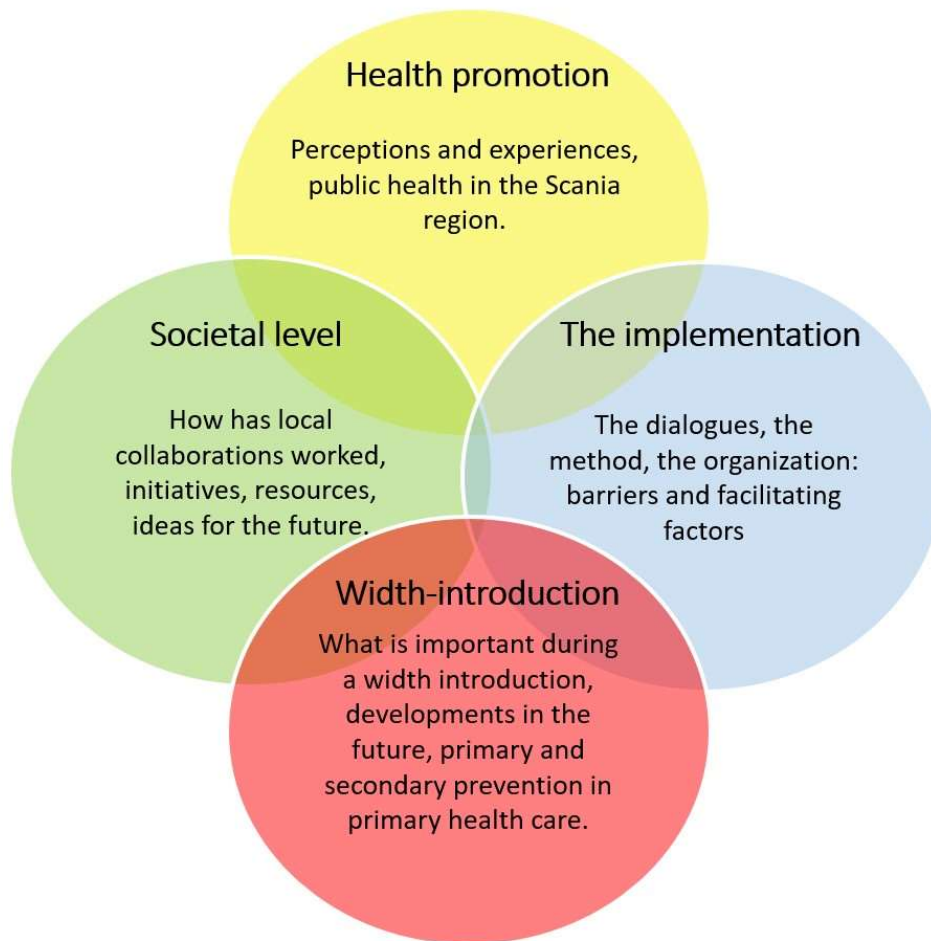 Health promotion
Perceptions and experiences,
public health in the Scania
region.
Societal level
How has local
collaborations worked,
initiatives, resources,
ideas for the future.
The implementation
The dialogues, the
method, the organization:
barriers and facilitating
factors
Width-introduction
What is important during
a width introduction,
developments in the
future, primary and
secondary prevention in
primary health care.